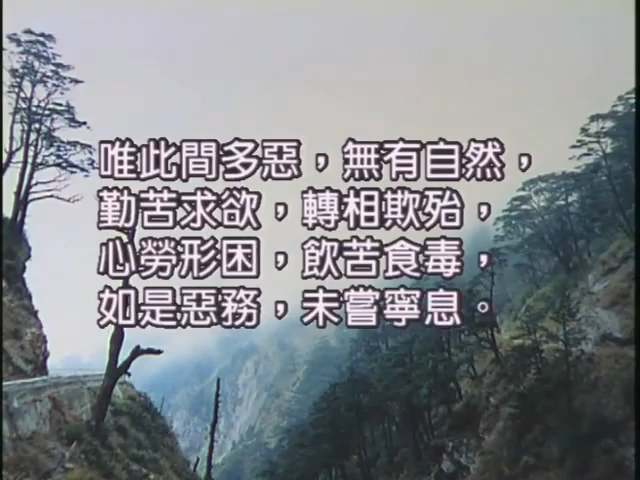 唯此間多惡，無有自然，
勤苦求欲，轉相欺殆，
心勞形困，飲苦食毒，
如是惡務，未嘗寧息。